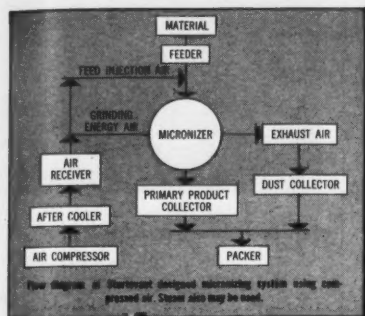 MATERIAL
FEEDER
FEED INJECTION AIR
GRINDING
ENERGY AIR
MICRONIZER
EXHAUST AIR
AIR
RECEIVER
PRIMARY PRODUCT
COLLECTOR
DUST COLLECTOR
AFTER COOLER
AIR COMPRESSOR
PACKER
Flow diagram of Sturtevant designed micronizing system using com-
pressed air. Steam also may be used.